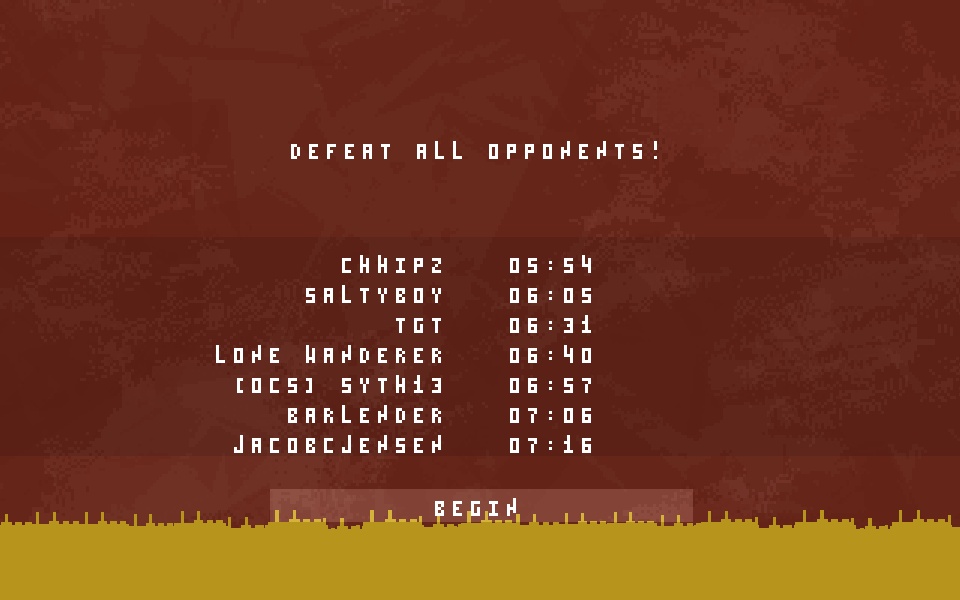 DEFEAT ALL OPPONENTS!
CHHIPZ 05:54
SALTYBOY 06:05
TGT 06:31
LONE WANDERER 06:40
[OCS] SYTH13 06:57
BARLENDER 07:06
JACOBCJENSEN 07:16
BEGIN